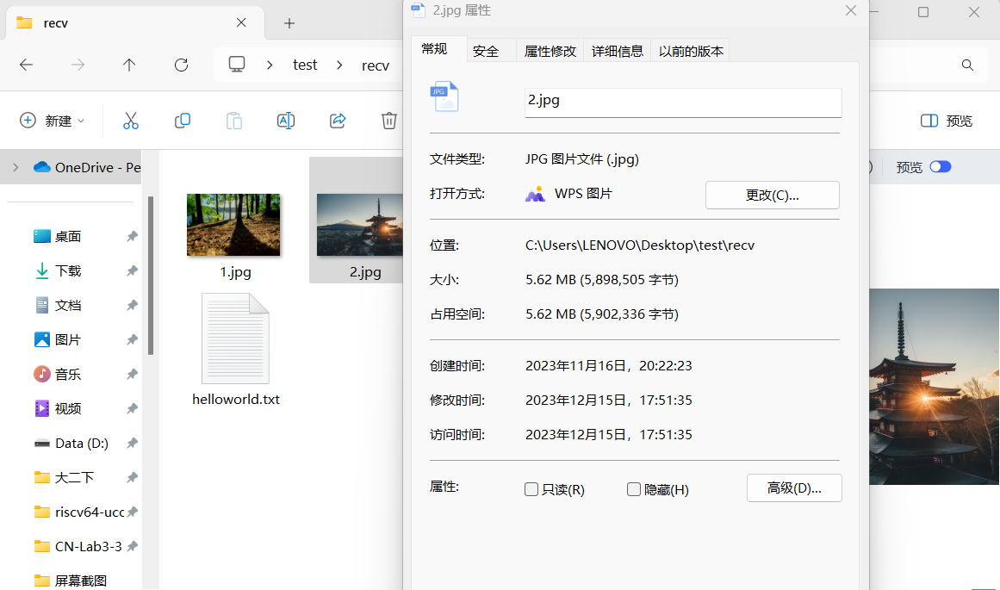 recv
2.jpg 属性
test
recv
新建
预览
常规
安全
属性修改
详细信息
以前的版本
JPG
2.jpg
文件类型:
JPG 图片文件 (.jpg)
打开方式:
WPS 图片
更改(C)...
位置:
C:\Users\LENOVO\Desktop\test\recv
大小:
5.62 MB (5,898,505 字节)
占用空间:
5.62 MB (5,902,336 字节)
创建时间:
2023年11月16日，20:22:23
修改时间:
2023年12月15日，17:51:35
访问时间:
2023年12月15日，17:51:35
属性:
只读(R)
隐藏(H)
高级(D)...
OneDrive - Pe
桌面
下载
文档
图片
音乐
视频
Data (D:)
大二下
riscv64-ucc
CN-Lab3-3
屏幕截图
1.jpg
2.jpg
helloworld.txt
预览